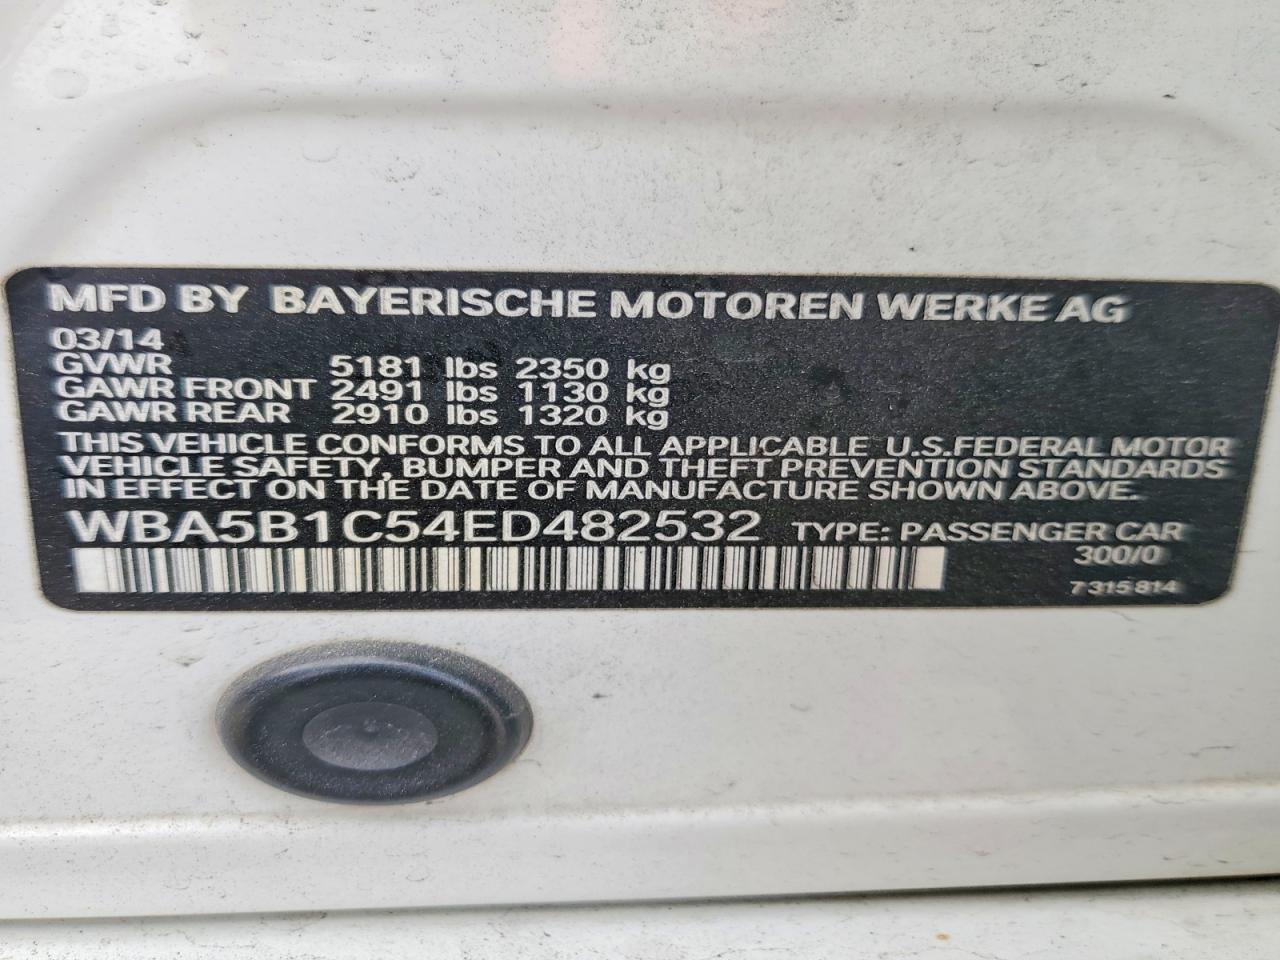 MFD BY BAYERISCHE MOTOREN WERKE AG
03/14
GVWR 5181 lbs 2350 kg
GAWR FRONT 2491 lbs 1130 kg
GAWR REAR 2910 lbs 1320 kg
THIS VEHICLE CONFORMS TO ALL APPLICABLE U.S.FEDERAL MOTOR
VEHICLE SAFETY, BUMPER AND THEFT PREVENTION STANDARDS
IN EFFECT ON THE DATE OF MANUFACTURE SHOWN ABOVE.
WBA5B1C54ED482532 TYPE: PASSENGER CAR
300/0
7 315 814